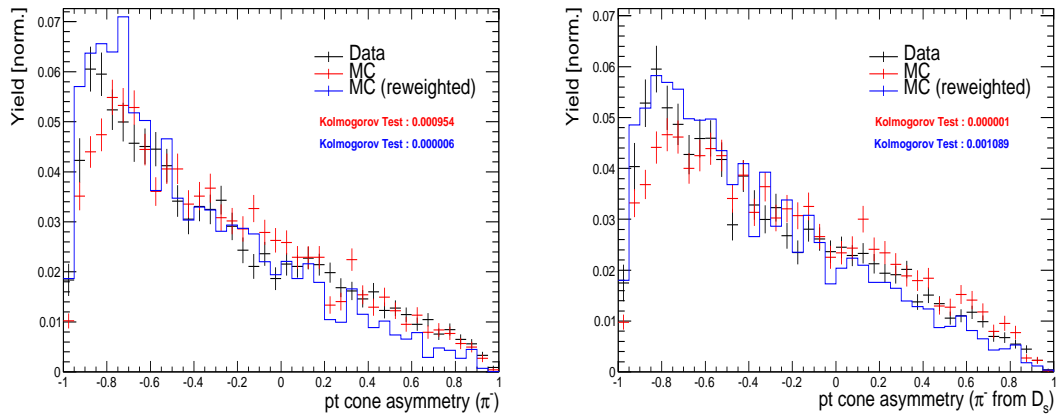 Yield [norm.]
0.07
0.06
0.05
0.04
0.03
0.02
0.01
0
Data
MC
MC (reweighted)
Kolmogorov Test : 0.000954
Kolmogorov Test : 0.000006
-1 -0.8 -0.6 -0.4 -0.2 0 0.2 0.4 0.6 0.8 1
pt cone asymmetry (π⁻)
Yield [norm.]
0.07
0.06
0.05
0.04
0.03
0.02
0.01
0
Data
MC
MC (reweighted)
Kolmogorov Test : 0.000001
Kolmogorov Test : 0.001089
-1 -0.8 -0.6 -0.4 -0.2 0 0.2 0.4 0.6 0.8 1
pt cone asymmetry (π⁻ from Dₛ)